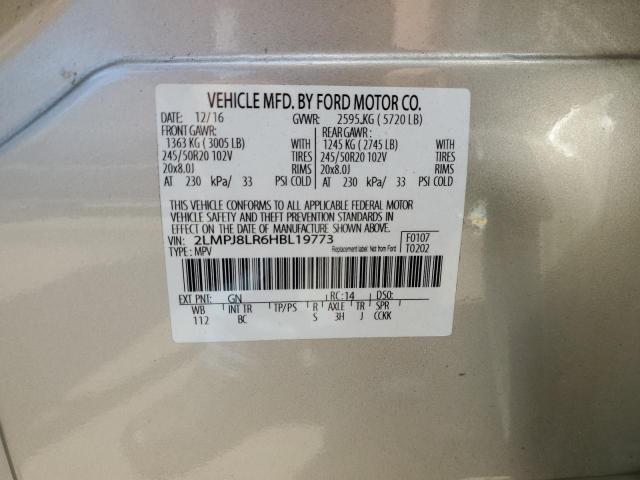 VEHICLE MFD. BY FORD MOTOR CO.
DATE: 12/16 GVWR: 2595.KG ( 5720 LB)
FRONT GAWR: REAR GAWR :
1363 KG ( 3005 LB) WITH 1245 KG ( 2745 LB) WITH
245/50R20 102V TIRES 245/50R20 102V TIRES
20x8.0J RIMS 20x8.0J RIMS
AT 230 kPa/ 33 PSI COLD AT 230 kPa/ 33 PSI COLD
THIS VEHICLE CONFORMS TO ALL APPLICABLE FEDERAL MOTOR
VEHICLE SAFETY AND THEFT PREVENTION STANDARDS IN
EFFECT ON THE DATE OF MANUFACTURE SHOWN ABOVE.
VIN: 2LMPJ8LR6HBL19773 F0107
TYPE: MPV Replacement label - Not from Ford T0202
EXT PNT: GN RC:14 DSO:
WB INT TR TP/PS R AXLE TR SPR
112 BC S 3H J CCKK